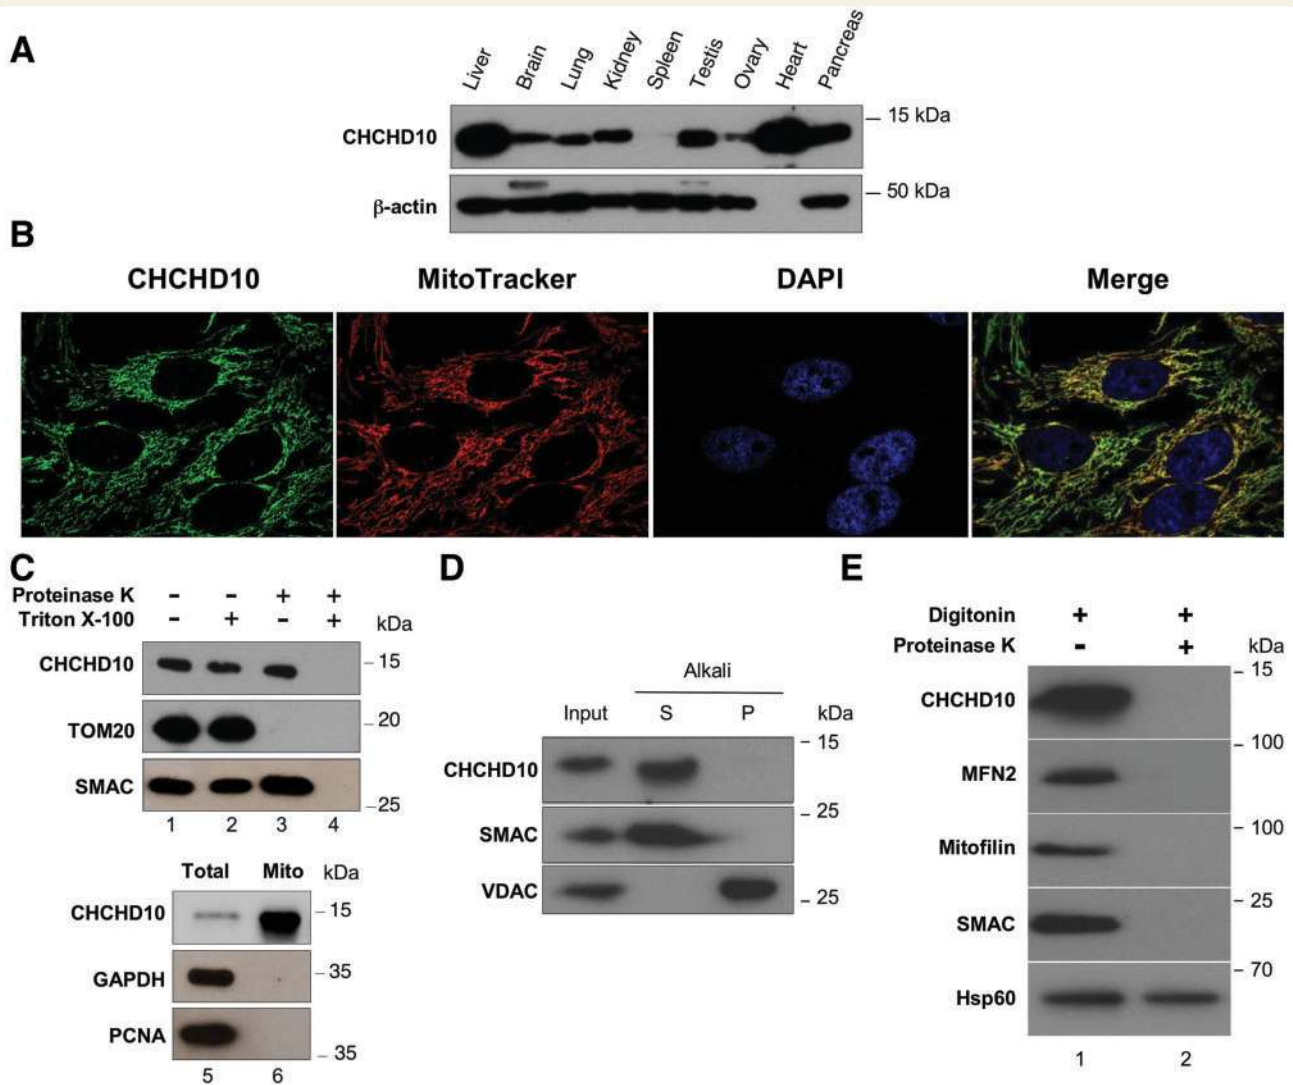 A
Liver Brain Lung Kidney Spleen Testis Ovary Heart Pancreas
CHCHD10
15 kDa
β-actin
50 kDa
B
CHCHD10 MitoTracker DAPI Merge
C
Proteinase K - - + +
Triton X-100 - + - +
kDa
CHCHD10
15
TOM20
20
SMAC
25
1 2 3 4
Total Mito kDa
CHCHD10
15
GAPDH
35
PCNA
35
5 6
D
Alkali
Input S P kDa
CHCHD10
15
SMAC
25
VDAC
25
E
Digitonin + +
Proteinase K - +
kDa
CHCHD10
15
MFN2
100
Mitofilin
100
SMAC
25
Hsp60
70
1 2